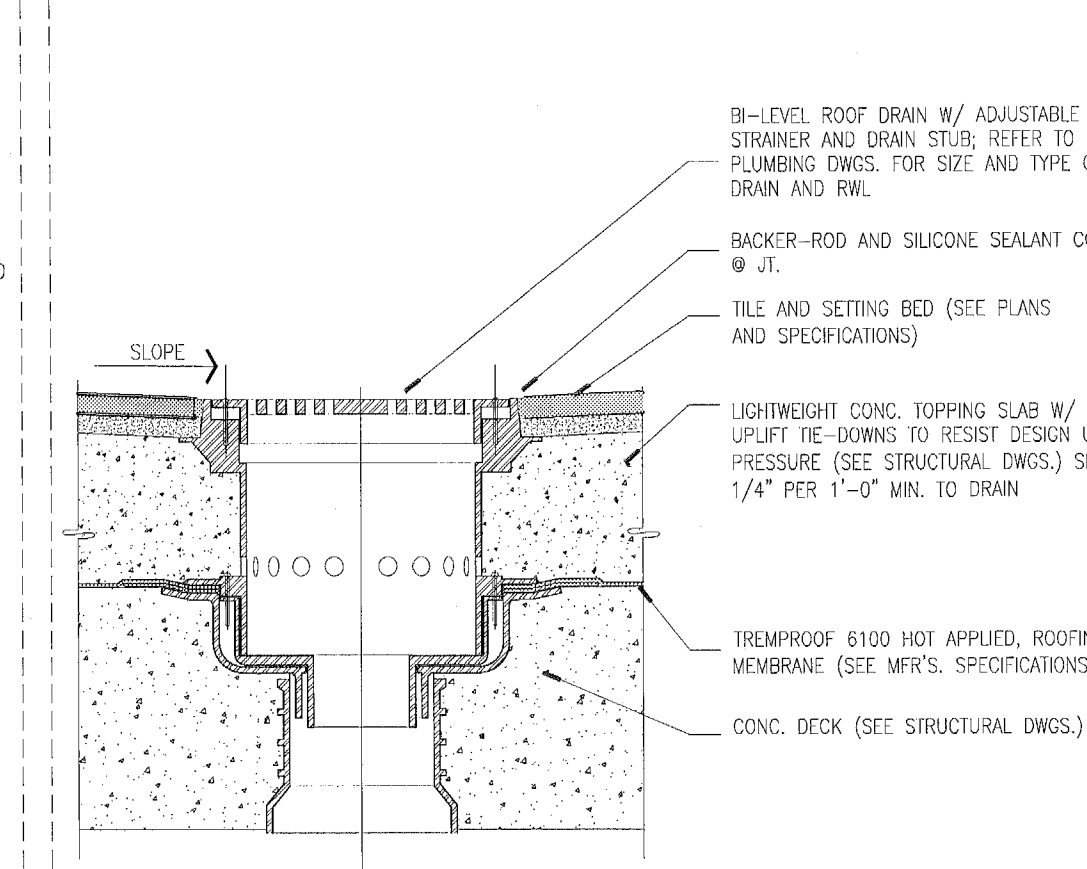 BI-LEVEL ROOF DRAIN W/ ADJUSTABLE
STRAINER AND DRAIN STUB; REFER TO
PLUMBING DWGS. FOR SIZE AND TYPE
DRAIN AND RWL
BACKER-ROD AND SILICONE SEALANT
@ JT.
TILE AND SETTING BED (SEE PLANS
AND SPECIFICATIONS)
SLOPE
LIGHTWEIGHT CONC. TOPPING SLAB W/
UPLIFT TIE-DOWNS TO RESIST DESIGN
PRESSURE (SEE STRUCTURAL DWGS.)
1/4" PER 1'-0" MIN. TO DRAIN
TREMPROOF 6100 HOT APPLIED,
MEMBRANE (SEE MFR'S. SPECIFICATIONS
CONC. DECK (SEE STRUCTURAL DWGS.)